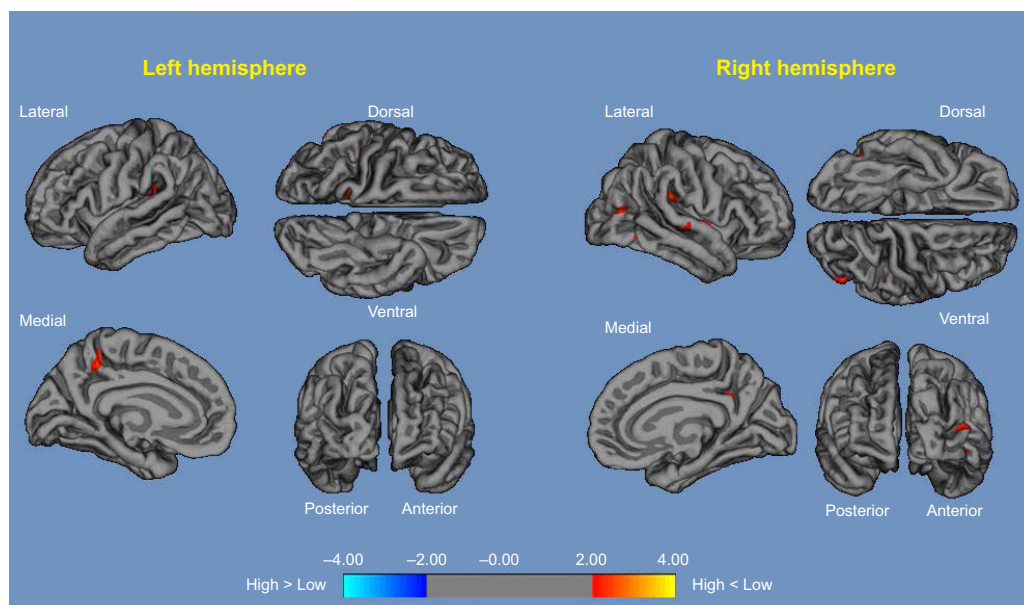 Left hemisphere
Right hemisphere
Lateral
Dorsal
Lateral
Dorsal
Ventral
Ventral
Medial
Medial
Posterior
Anterior
Posterior
Anterior
–4.00
–2.00
–0.00
2.00
4.00
High > Low
High < Low